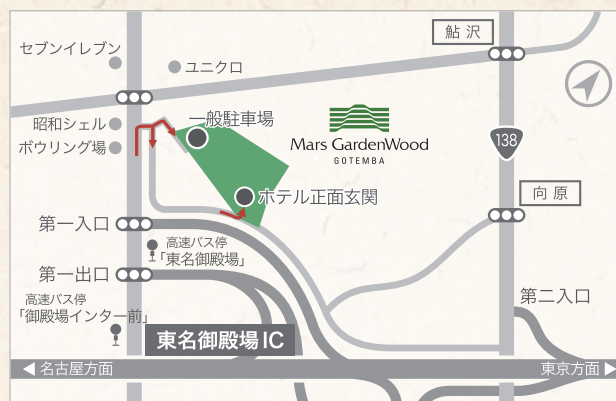 セブンイレブン
ユニクロ
鮎 沢
昭和シェル
ボウリング場
一般駐車場
Mars GardenWood
GOTEMBA
138
ホテル正面玄関
向 原
第一入口
高速バス停
「東名御殿場」
第一出口
高速バス停
「御殿場インター前」
第二入口
東名御殿場IC
名古屋方面
東京方面